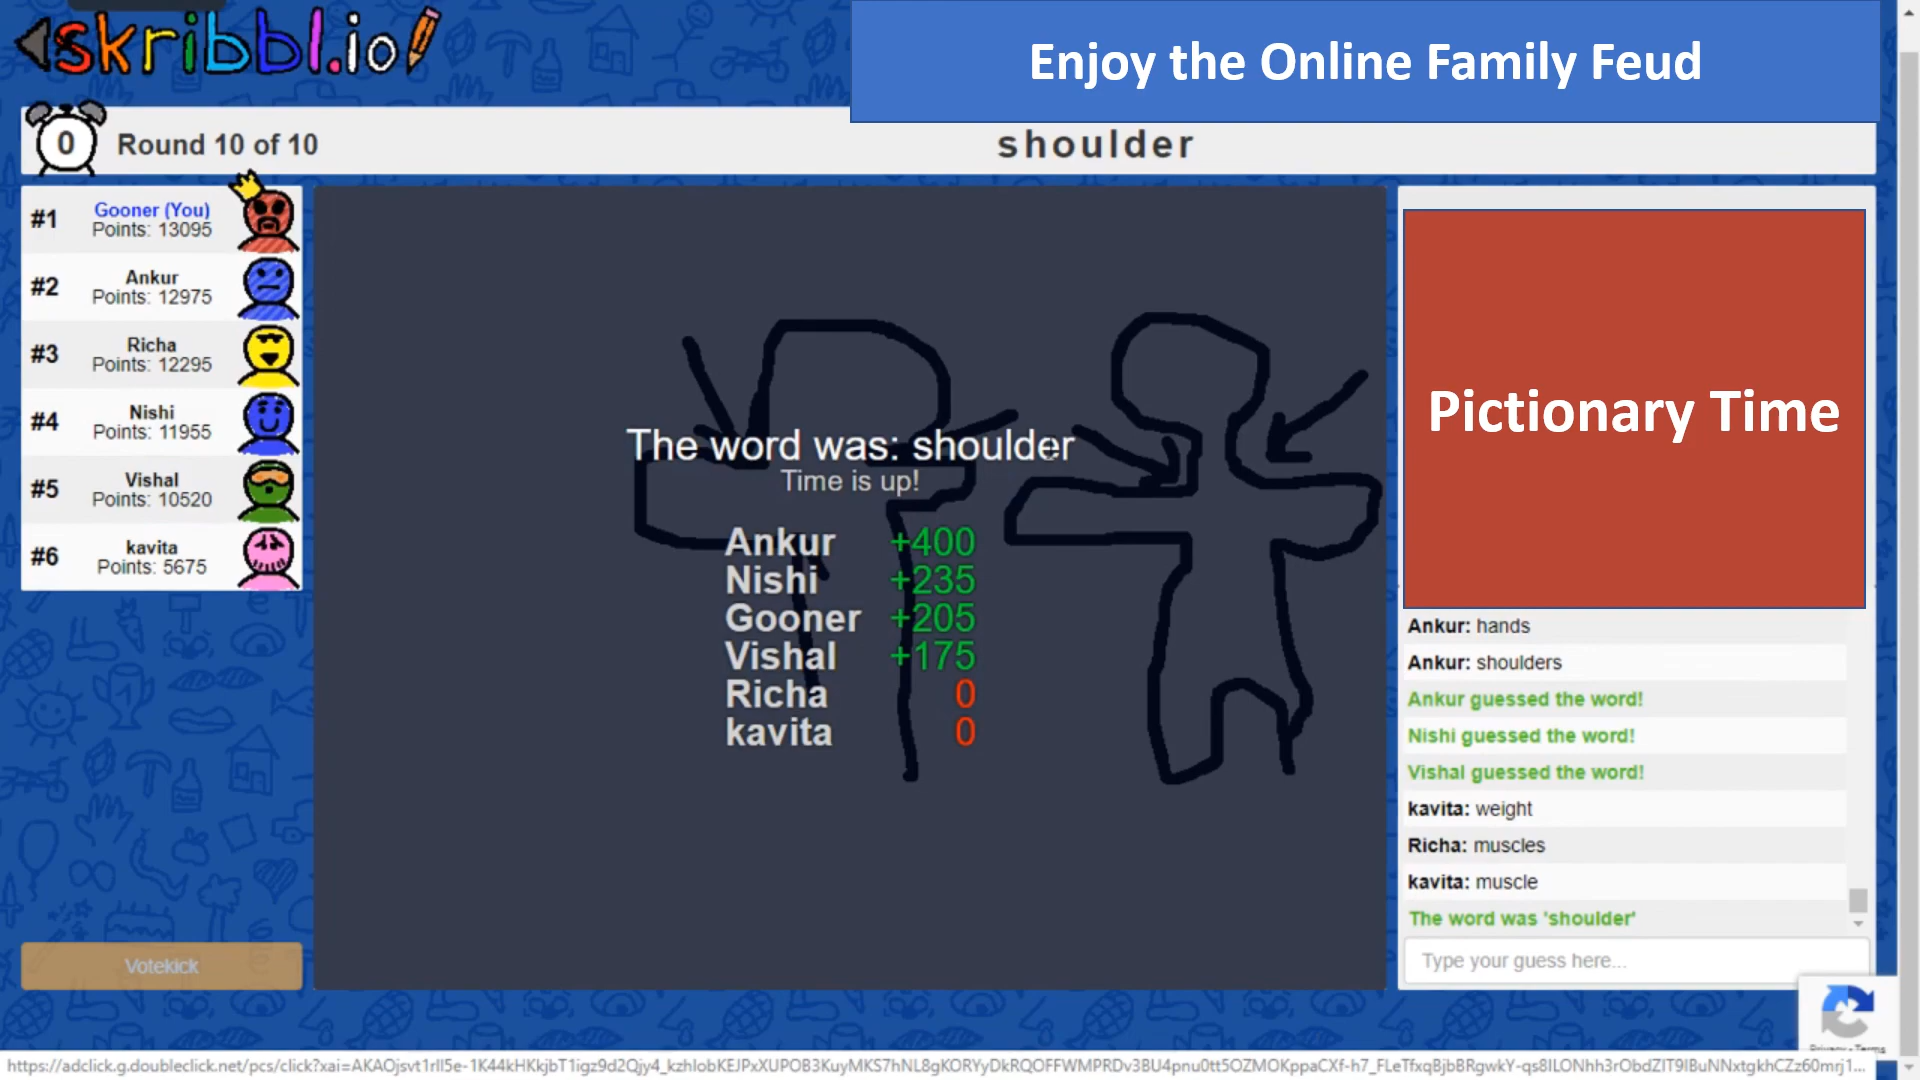 skribbl.io
Enjoy the Online Family Feud
0
Round 10 of 10
shoulder
#1
Gooner (You)
Points: 13095
#2
Ankur
Points: 12975
#3
Richa
Points: 12295
#4
Nishi
Points: 11955
#5
Vishal
Points: 10520
#6
kavita
Points: 5675
Votekick
The word was: shoulder
Time is up!
Ankur +400
Nishi +235
Gooner +205
Vishal +175
Richa 0
kavita 0
Pictionary Time
Ankur: hands
Ankur: shoulders
Ankur guessed the word!
Nishi guessed the word!
Vishal guessed the word!
kavita: weight
Richa: muscles
kavita: muscle
The word was 'shoulder'
Type your guess here...
Privacy - Terms